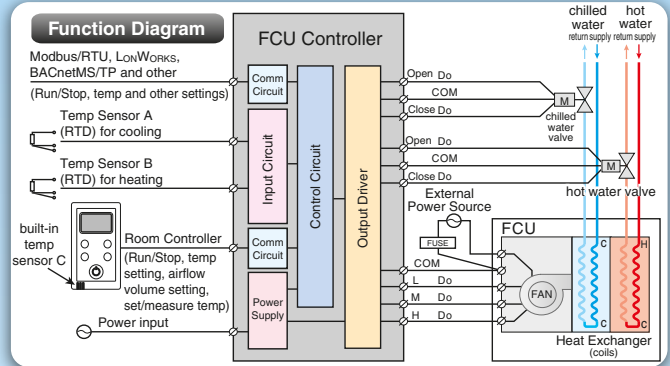 Function Diagram
Modbus/RTU, LONWORKS,
BACnetMS/TP and other
(Run/Stop, temp and other settings)
Temp Sensor A
(RTD) for cooling
Temp Sensor B
(RTD) for heating
built-in
temp
sensor C
Room Controller
(Run/Stop, temp
setting, airflow
volume setting,
set/measure temp)
Power input
FCU Controller
Comm
Circuit
Input Circuit
Comm
Circuit
Power
Supply
Control Circuit
Output Driver
Open Do
COM
Close Do
Open Do
COM
Close Do
External
Power Source
FUSE
COM
L Do
M Do
H Do
chilled
water
return supply
hot
water
return supply
M
chilled
water
valve
M
hot water valve
FCU
FAN
C
H
C
C
Heat Exchanger
(coils)